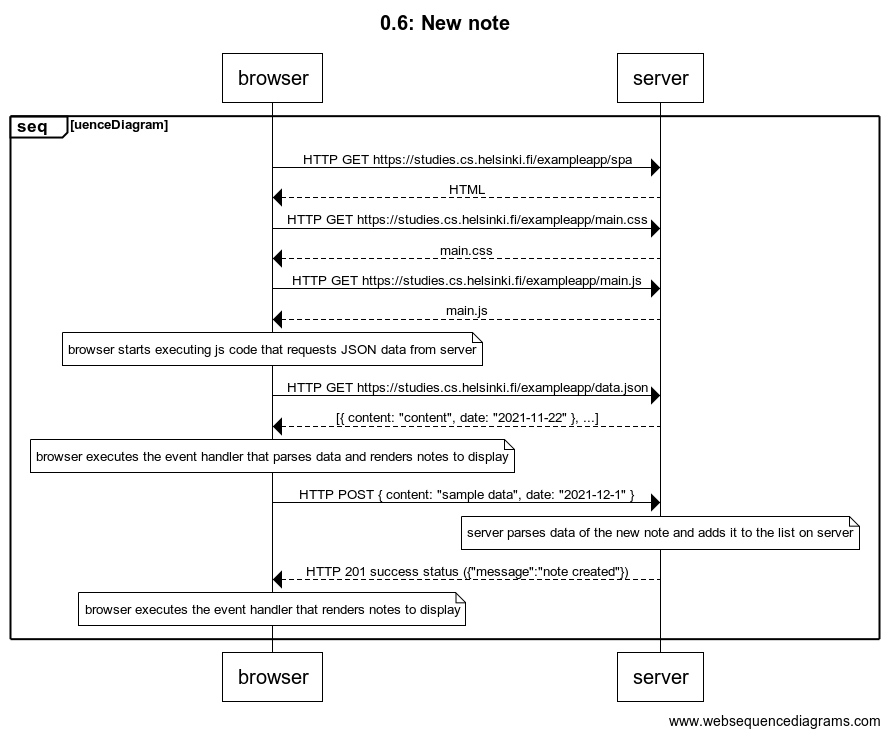 0.6: New note
browser
server
seq
[uenceDiagram]
HTTP GET https://studies.cs.helsinki.fi/exampleapp/spa
HTML
HTTP GET https://studies.cs.helsinki.fi/exampleapp/main.css
main.css
HTTP GET https://studies.cs.helsinki.fi/exampleapp/main.js
main.js
browser starts executing js code that requests JSON data from server
HTTP GET https://studies.cs.helsinki.fi/exampleapp/data.json
[{ content: "content", date: "2021-11-22" }, ...]
browser executes the event handler that parses data and renders notes to display
HTTP POST { content: "sample data", date: "2021-12-1" }
server parses data of the new note and adds it to the list on server
HTTP 201 success status ({"message":"note created"})
browser executes the event handler that renders notes to display
browser
server
www.websequencediagrams.com